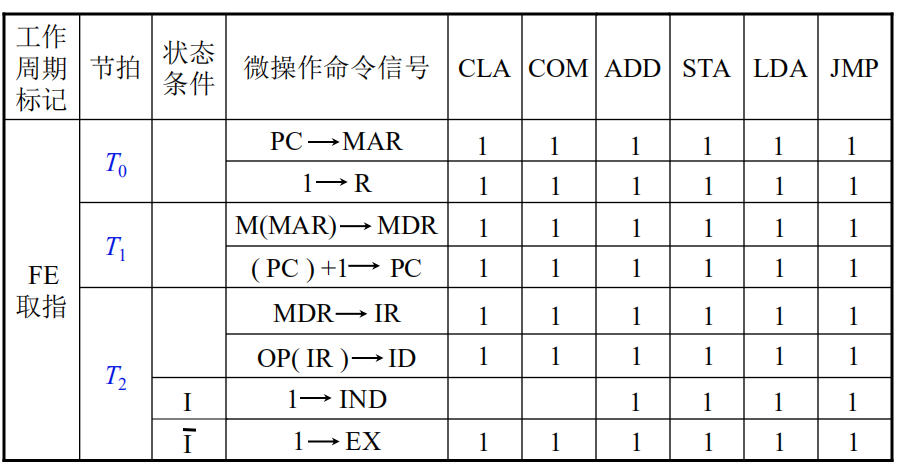 工作周期标记 节拍 状态条件 微操作命令信号 CLA COM ADD STA LDA JMP
FE 取指 T₀ PC→MAR 1 1 1 1 1 1
1→R 1 1 1 1 1 1
T₁ M(MAR)→MDR 1 1 1 1 1 1
( PC ) +1→ PC 1 1 1 1 1 1
T₂ MDR→IR 1 1 1 1 1 1
OP( IR )→ID 1 1 1 1 1 1
I 1→IND 1 1 1 1
I̅ 1→EX 1 1 1 1 1 1